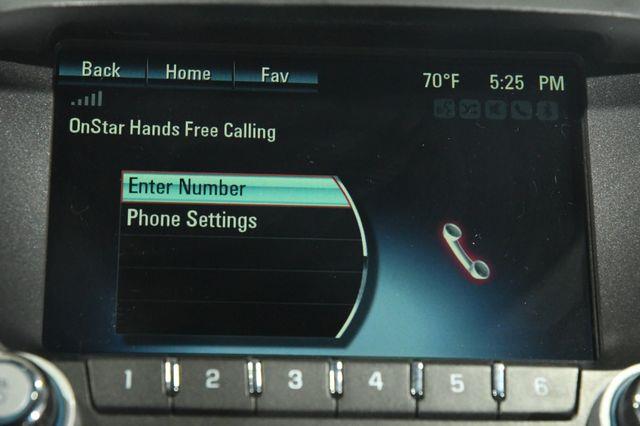 Back Home Fav 70°F 5:25 PM
OnStar Hands Free Calling
Enter Number
Phone Settings
1 2 3 4 5 6